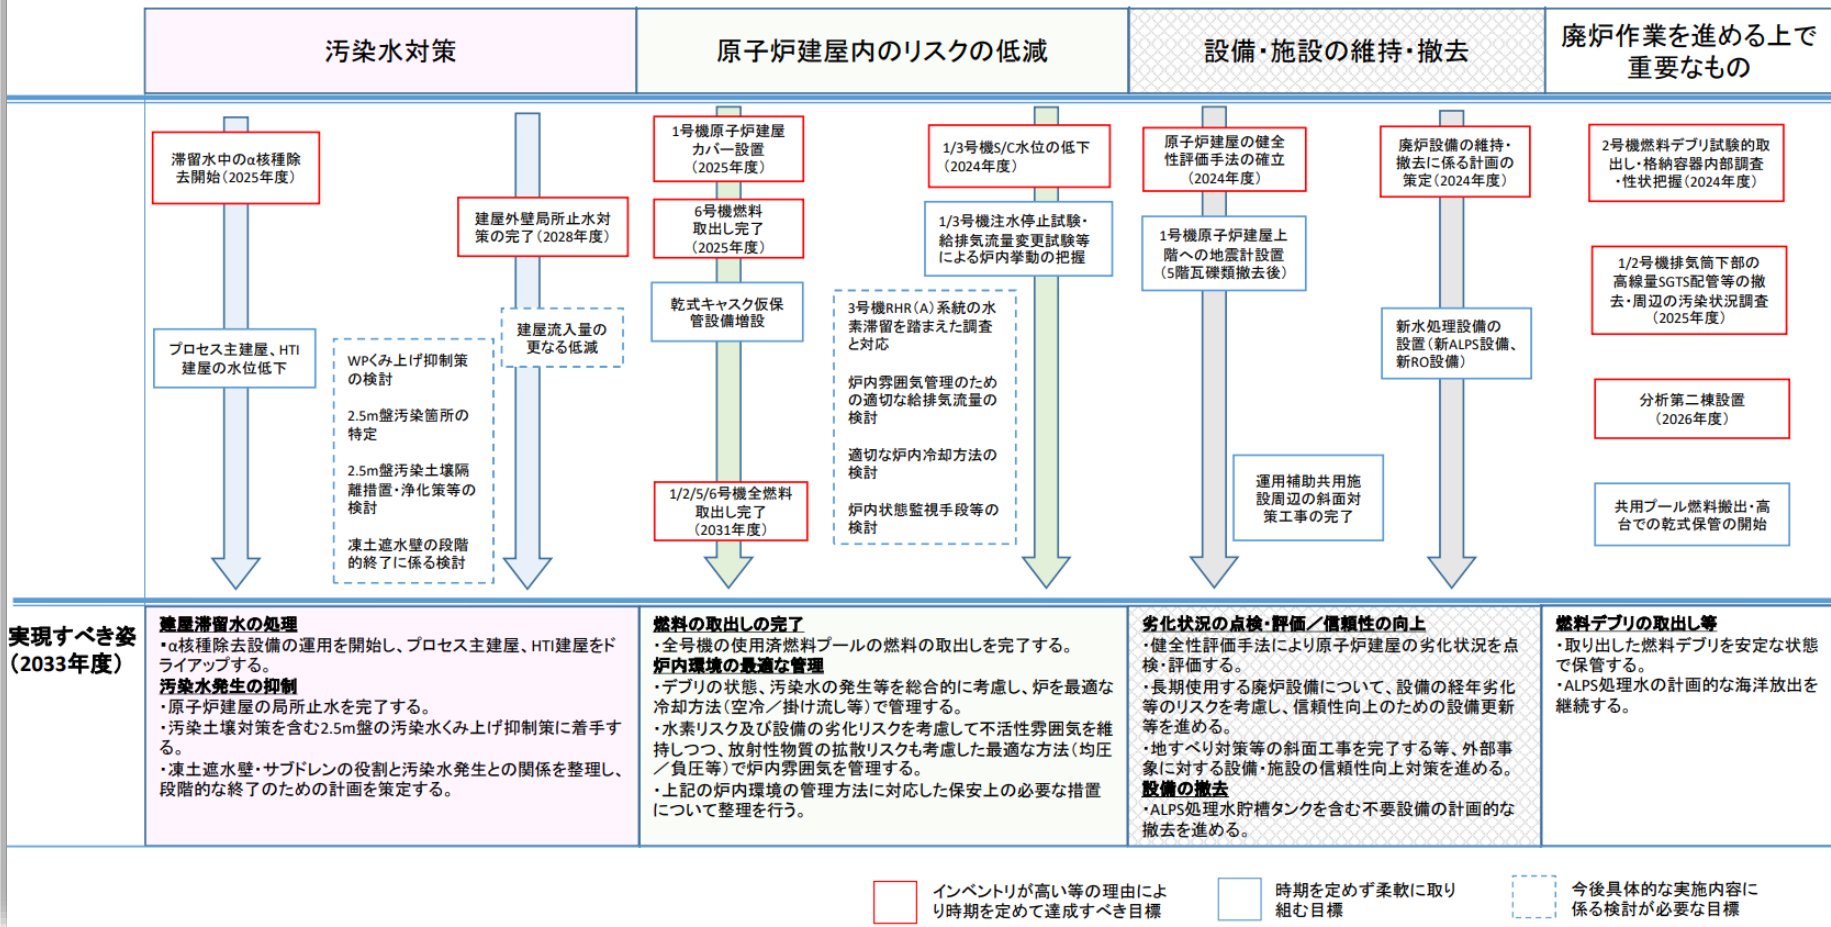 汚染水対策
原子炉建屋内のリスクの低減
設備・施設の維持・撤去
廃炉作業を進める上で
重要なもの
滞留水中のα核種除
去開始(2025年度)
プロセス主建屋、HTI
建屋の水位低下
建屋外壁局所止水対
策の完了(2028年度)
建屋流入量の
更なる低減
WPくみ上げ抑制策
の検討
2.5m盤汚染箇所の
特定
2.5m盤汚染土壌隔
離措置・浄化策等の
検討
凍土遮水壁の段階
的終了に係る検討
1号機原子炉建屋
カバー設置
(2025年度)
6号機燃料
取出し完了
(2025年度)
乾式キャスク仮保
管設備増設
1/2/5/6号機全燃料
取出し完了
(2031年度)
1/3号機S/C水位の低下
(2024年度)
1/3号機注水停止試験・
給排気流量変更試験等
による炉内挙動の把握
3号機RHR(A)系統の水
素滞留を踏まえた調査
と対応
炉内雰囲気管理のため
の適切な給排気流量の
検討
適切な炉内冷却方法の
検討
炉内状態監視手段等の
検討
原子炉建屋の健全
性評価手法の確立
(2024年度)
1号機原子炉建屋上
階への地震計設置
(5階瓦礫類撤去後)
運用補助共用施
設周辺の斜面対
策工事の完了
廃炉設備の維持・
撤去に係る計画の
策定(2024年度)
新水処理設備の
設置(新ALPS設備、
新RO設備)
2号機燃料デブリ試験的取
出し・格納容器内部調査
・性状把握(2024年度)
1/2号機排気筒下部の
高線量SGTS配管等の撤
去・周辺の汚染状況調査
(2025年度)
分析第二棟設置
(2026年度)
共用プール燃料搬出・高
台での乾式保管の開始
実現すべき姿
(2033年度)
建屋滞留水の処理
・α核種除去設備の運用を開始し、プロセス主建屋、HTI建屋をド
ライアップする。
汚染水発生の抑制
・原子炉建屋の局所止水を完了する。
・汚染土壌対策を含む2.5m盤の汚染水くみ上げ抑制策に着手す
る。
・凍土遮水壁・サブドレンの役割と汚染水発生との関係を整理し、
段階的な終了のための計画を策定する。
燃料の取出しの完了
・全号機の使用済燃料プールの燃料の取出しを完了する。
炉内環境の最適な管理
・デブリの状態、汚染水の発生等を総合的に考慮し、炉を最適な
冷却方法(空冷／掛け流し等)で管理する。
・水素リスク及び設備の劣化リスクを考慮して不活性雰囲気を維
持しつつ、放射性物質の拡散リスクも考慮した最適な方法(均圧
／負圧等)で炉内雰囲気を管理する。
・上記の炉内環境の管理方法に対応した保安上の必要な措置
について整理を行う。
劣化状況の点検・評価／信頼性の向上
・健全性評価手法により原子炉建屋の劣化状況を点
検・評価する。
・長期使用する廃炉設備について、設備の経年劣化
等のリスクを考慮し、信頼性向上のための設備更新
等を進める。
・地すべり対策等の斜面工事を完了する等、外部事
象に対する設備・施設の信頼性向上対策を進める。
設備の撤去
・ALPS処理水貯槽タンクを含む不要設備の計画的な
撤去を進める。
燃料デブリの取出し等
・取り出した燃料デブリを安定な状態
で保管する。
・ALPS処理水の計画的な海洋放出を
継続する。
インベントリが高い等の理由によ
り時期を定めて達成すべき目標
時期を定めず柔軟に取り
組む目標
今後具体的な実施内容に
係る検討が必要な目標